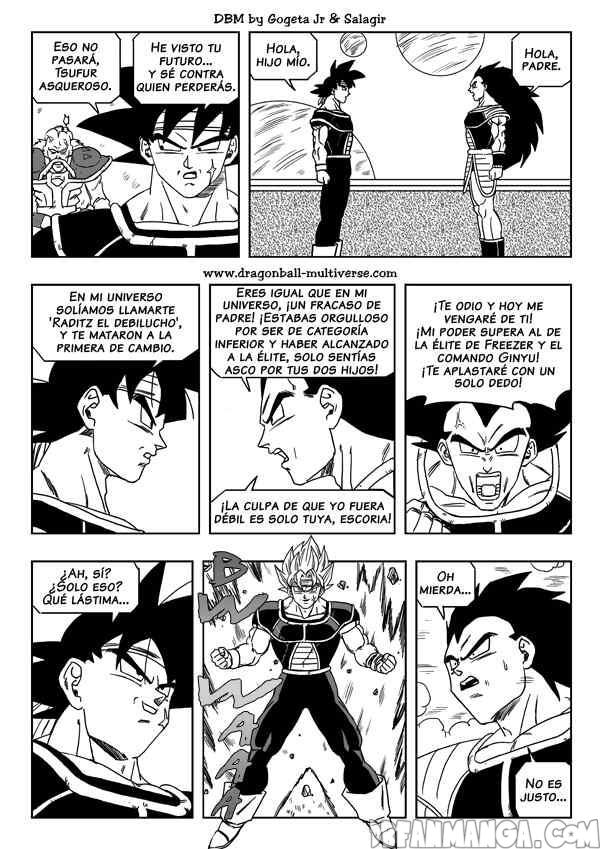 DBM by Gogeta Jr & Salagir
ESO NO
PASARÁ,
TSUFUR
ASQUEROSO.
HE VISTO TU
FUTURO...
Y SÉ CONTRA
QUIEN PERDERÁS.
HOLA,
HIJO MÍO.
HOLA,
PADRE.
www.dragonball-multiverse.com
EN MI UNIVERSO
SOLÍAMOS LLAMARTE
'RADITZ EL DEBILUCHO',
Y TE MATARON A LA
PRIMERA DE CAMBIO.
ERES IGUAL QUE EN MI
UNIVERSO, ¡UN FRACASO DE
PADRE! ¡ESTABAS ORGULLOSO
POR SER DE CATEGORÍA
INFERIOR Y HABER ALCANZADO
A LA ÉLITE, SOLO SENTÍAS
ASCO POR TUS DOS HIJOS!
¡LA CULPA DE QUE YO FUERA
DÉBIL ES SOLO TUYA, ESCORIA!
¡TE ODIO Y HOY ME
VENGARÉ DE TI!
¡MI PODER SUPERA AL DE
LA ÉLITE DE FREEZER Y EL
COMANDO GINYU!
¡TE APLASTARÉ CON UN
SOLO DEDO!
¿AH, SÍ?
¿SOLO ESO?
QUÉ LÁSTIMA...
OH
MIERDA...
NO ES
JUSTO...
INFANMANGA.COM